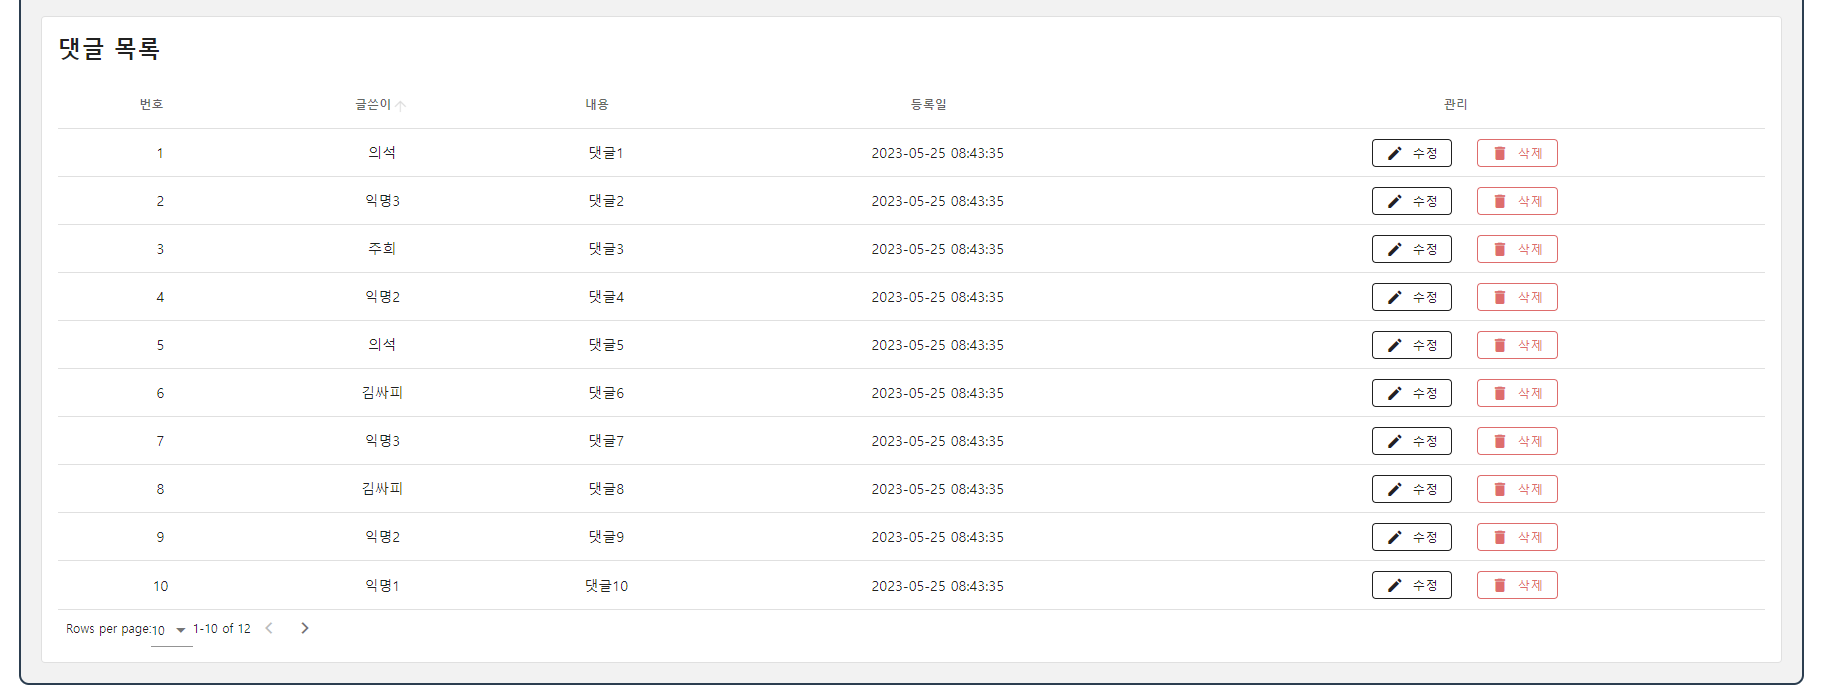 댓글 목록
번호 글쓴이 내용 등록일 관리
1 의석 댓글1 2023-05-25 08:43:35 수정 삭제
2 익명3 댓글2 2023-05-25 08:43:35 수정 삭제
3 주희 댓글3 2023-05-25 08:43:35 수정 삭제
4 익명2 댓글4 2023-05-25 08:43:35 수정 삭제
5 의석 댓글5 2023-05-25 08:43:35 수정 삭제
6 김싸피 댓글6 2023-05-25 08:43:35 수정 삭제
7 익명3 댓글7 2023-05-25 08:43:35 수정 삭제
8 김싸피 댓글8 2023-05-25 08:43:35 수정 삭제
9 익명2 댓글9 2023-05-25 08:43:35 수정 삭제
10 익명1 댓글10 2023-05-25 08:43:35 수정 삭제
Rows per page:10 1-10 of 12